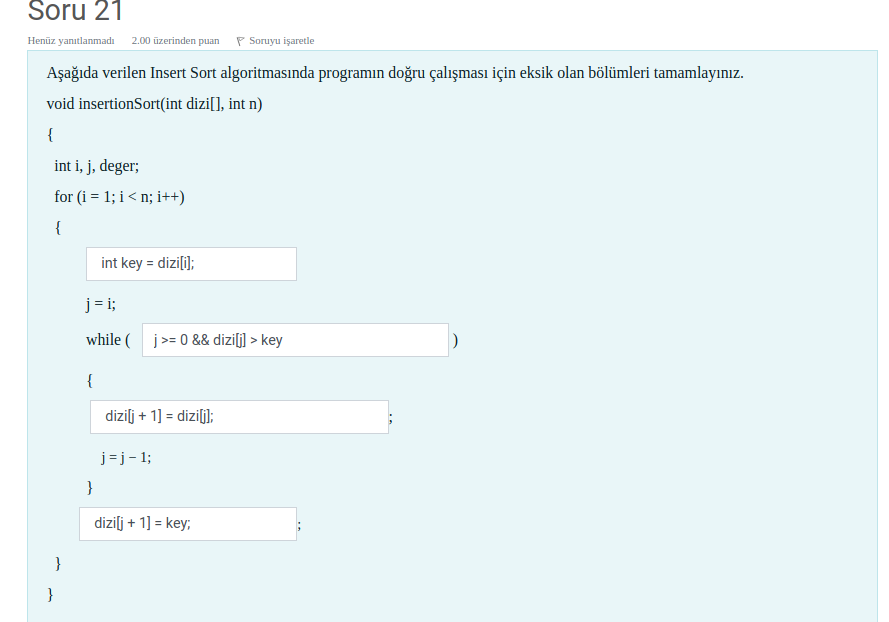 Soru 21
Henüz yanıtlanmadı 2.00 üzerinden puan Soruyu işaretle
Aşağıda verilen Insert Sort algoritmasında programın doğru çalışması için eksik olan bölümleri tamamlayınız.
void insertionSort(int dizi[], int n)
{
int i, j, deger;
for (i = 1; i < n; i++)
{
int key = dizi[i];
j = i;
while ( j >= 0 && dizi[j] > key )
{
dizi[j + 1] = dizi[j]; ;
j = j − 1;
}
dizi[j + 1] = key; ;
}
}